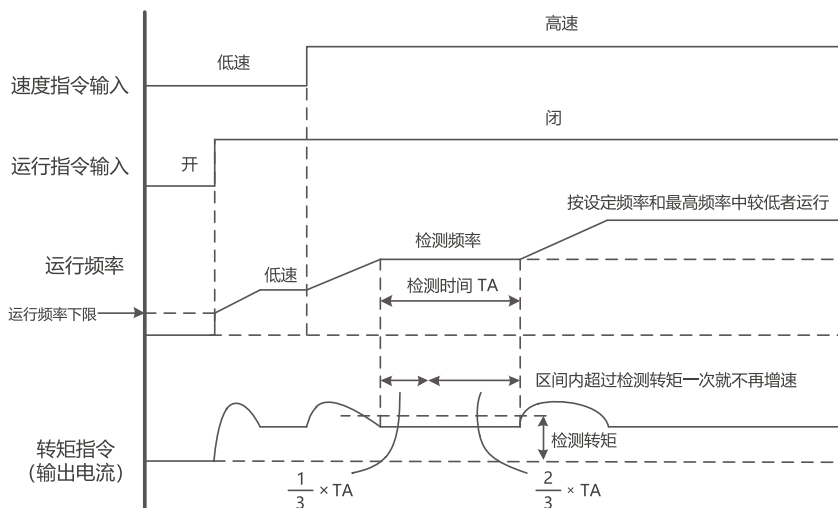 高速
低速
速度指令输入
闭
开
运行指令输入
按设定频率和最高频率中较低者运行
检测频率
运行频率
低速
检测时间 TA
运行频率下限
区间内超过检测转矩一次就不再增速
检测转矩
转矩指令
(输出电流)
1/3 × TA
2/3 × TA